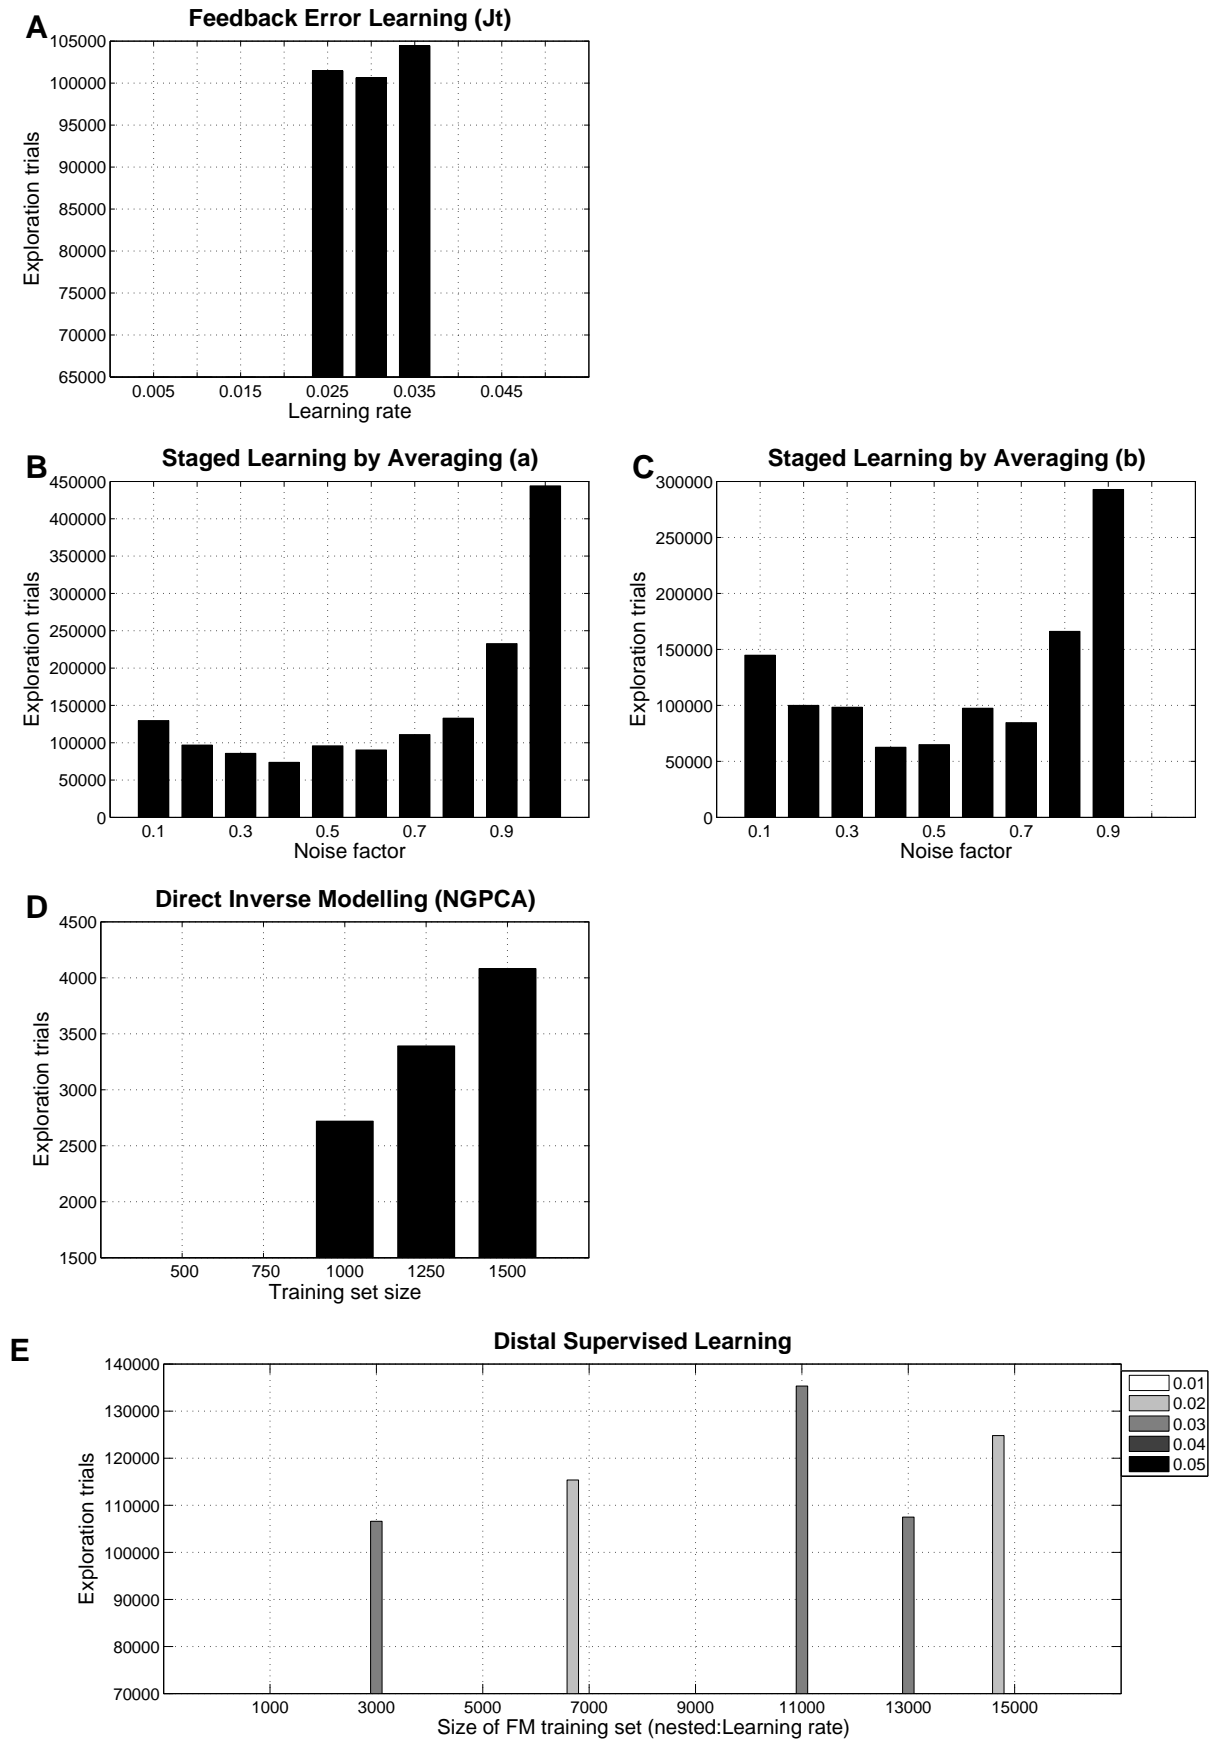 A
Feedback Error Learning (Jt)
105000
100000
95000
90000
85000
80000
75000
70000
65000
Exploration trials
0.005 0.015 0.025 0.035 0.045
Learning rate
B
Staged Learning by Averaging (a)
450000
400000
350000
300000
250000
200000
150000
100000
50000
0
Exploration trials
0.1 0.3 0.5 0.7 0.9
Noise factor
C
Staged Learning by Averaging (b)
300000
250000
200000
150000
100000
50000
0
Exploration trials
0.1 0.3 0.5 0.7 0.9
Noise factor
D
Direct Inverse Modelling (NGPCA)
4500
4000
3500
3000
2500
2000
1500
Exploration trials
500 750 1000 1250 1500
Training set size
E
Distal Supervised Learning
140000
130000
120000
110000
100000
90000
80000
70000
Exploration trials
1000 3000 5000 7000 9000 11000 13000 15000
Size of FM training set (nested:Learning rate)
0.01
0.02
0.03
0.04
0.05